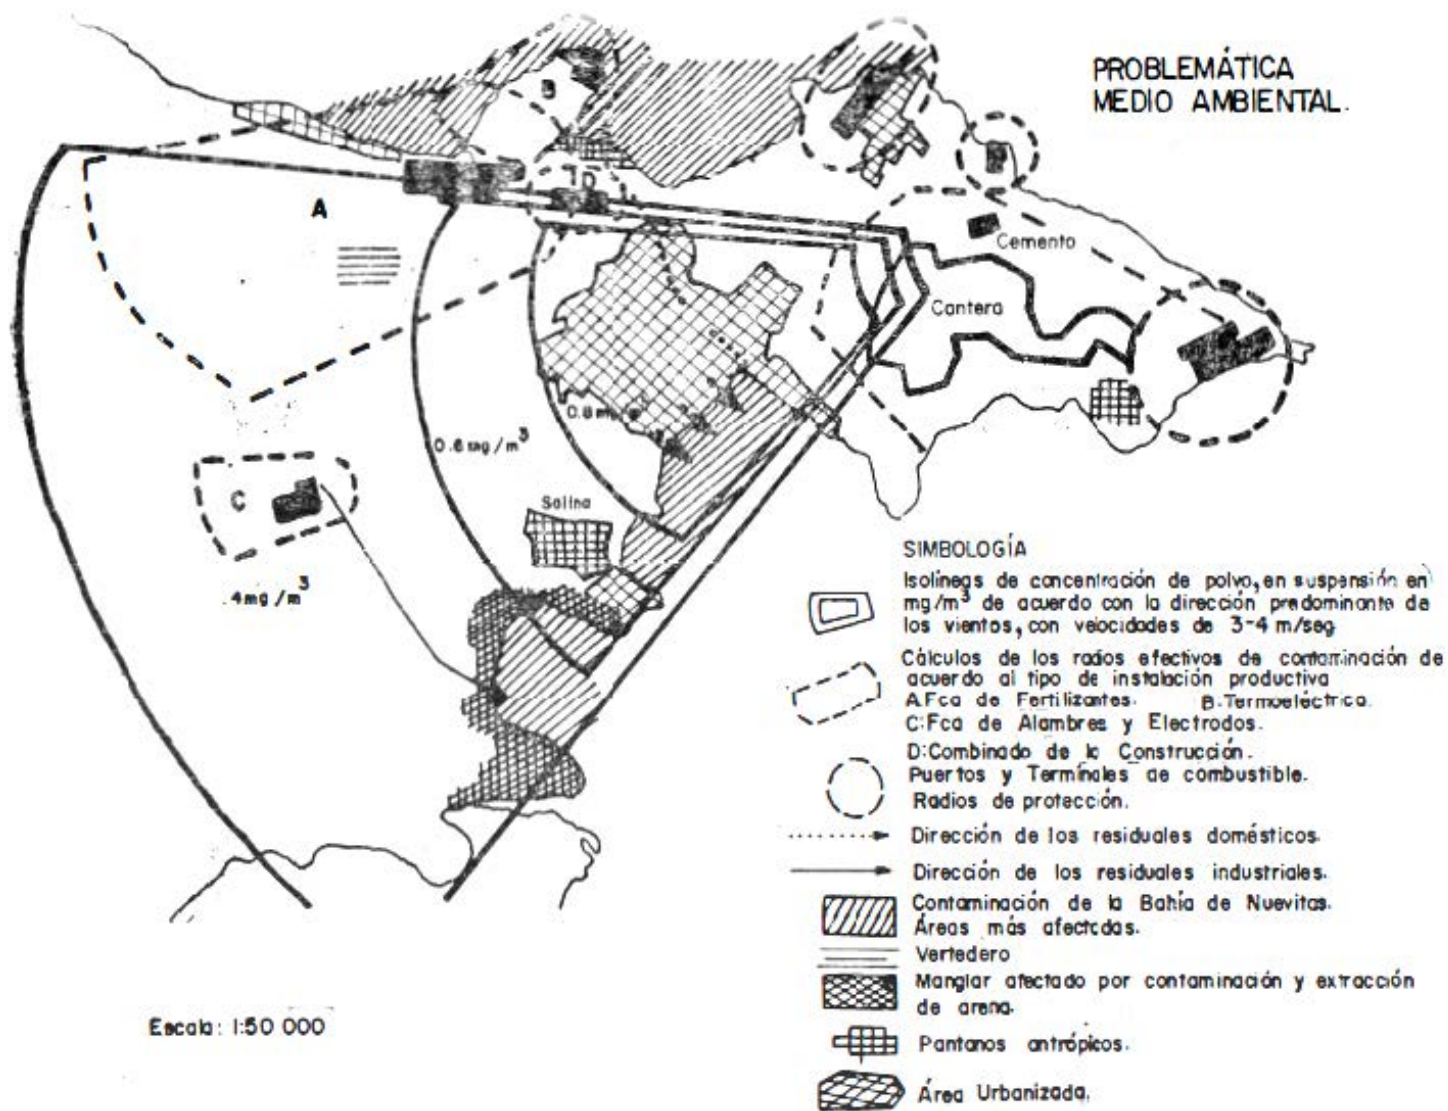 PROBLEMÁTICA
MEDIO AMBIENTAL.
B
D
A
Cemento
Cantera
0.8 mg
0.6 mg/m³
Salina
C
.4mg/m³
SIMBOLOGÍA
Isolíneas de concentración de polvo, en suspensión en
mg/m³ de acuerdo con la dirección predominante de
los vientos, con velocidades de 3-4 m/seg
Cálculos de los radios efectivos de contaminación de
acuerdo al tipo de instalación productiva
A.Fca de Fertilizantes. B.Termoeléctrica.
C:Fca de Alambres y Electrodos.
D:Combinado de la Construcción.
Puertos y Terminales de combustible.
Radios de protección.
Dirección de los residuales domésticos.
Dirección de los residuales industriales.
Contaminación de la Bahía de Nuevitas.
Áreas más afectadas.
Vertedero
Manglar afectado por contaminación y extracción
de arena.
Pantanos antrópicos.
Área Urbanizada.
Escala: 1:50 000